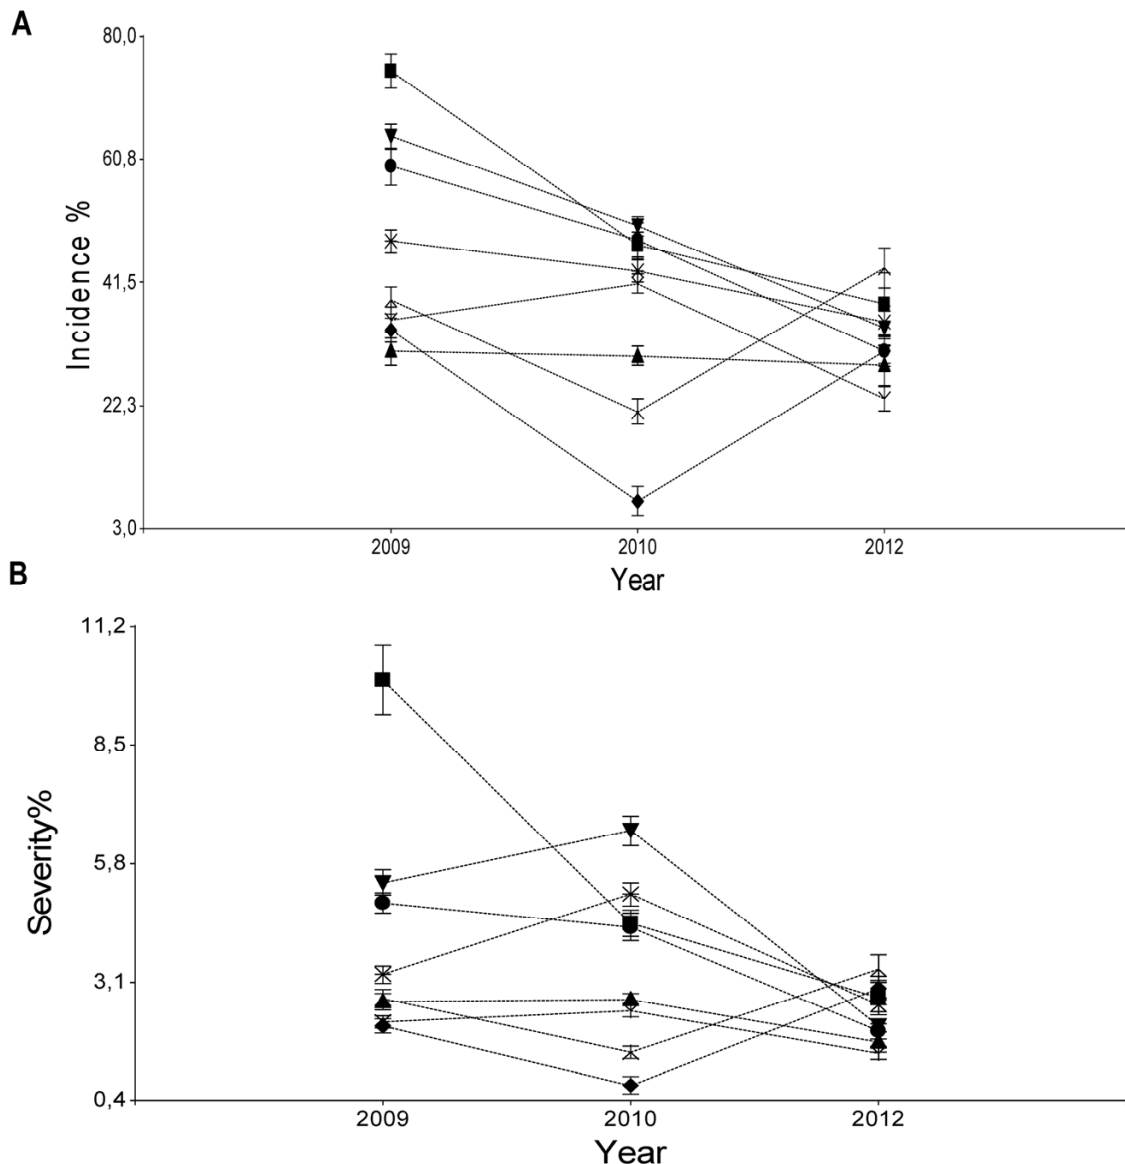 A
80,0
60,8
41,5
22,3
3,0
Incidence %
2009 2010 2012
Year
B
11,2
8,5
5,8
3,1
0,4
Severity%
2009 2010 2012
Year